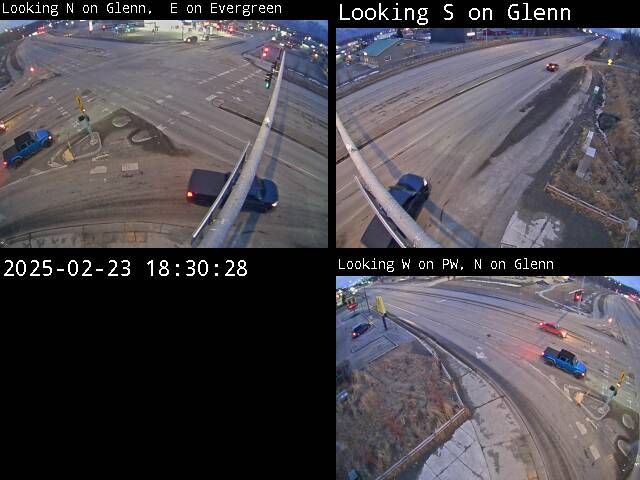 Looking N on Glenn, E on Evergreen
Looking S on Glenn
2025-02-23 18:30:28
Looking W on PW, N on Glenn